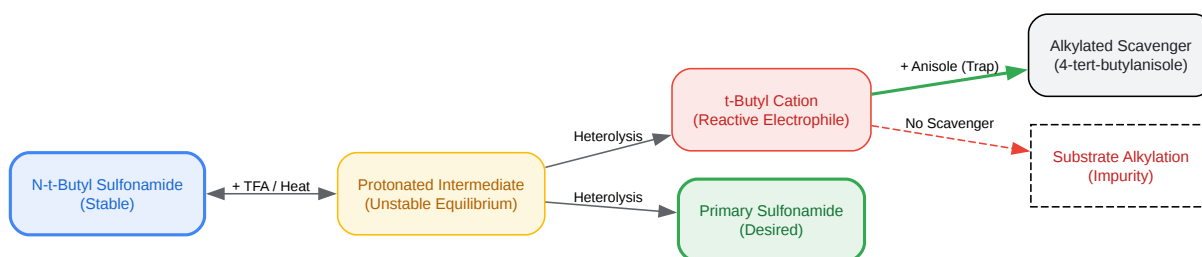 N-t-Butyl Sulfonamide
(Stable)
+ TFA / Heat
Protonated Intermediate
(Unstable Equilibrium)
Heterolysis
Heterolysis
t-Butyl Cation
(Reactive Electrophile)
Primary Sulfonamide
(Desired)
+ Anisole (Trap)
No Scavenger
Alkylated Scavenger
(4-tert-butylanisole)
Substrate Alkylation
(Impurity)